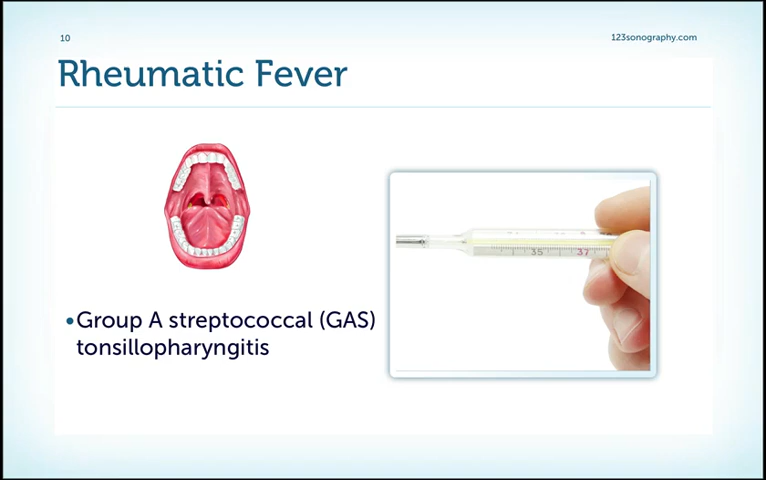 10
123sonography.com
Rheumatic Fever
35
37
•Group A streptococcal (GAS)
tonsillopharyngitis